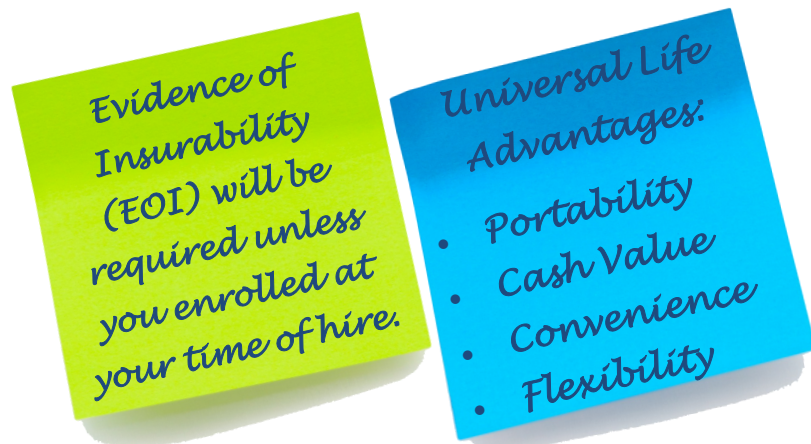 Evidence of
Insurability
(EOI) will be
required unless
you enrolled at
your time of hire.
Universal Life
Advantages:
• Portability
• Cash Value
• Convenience
• Flexibility